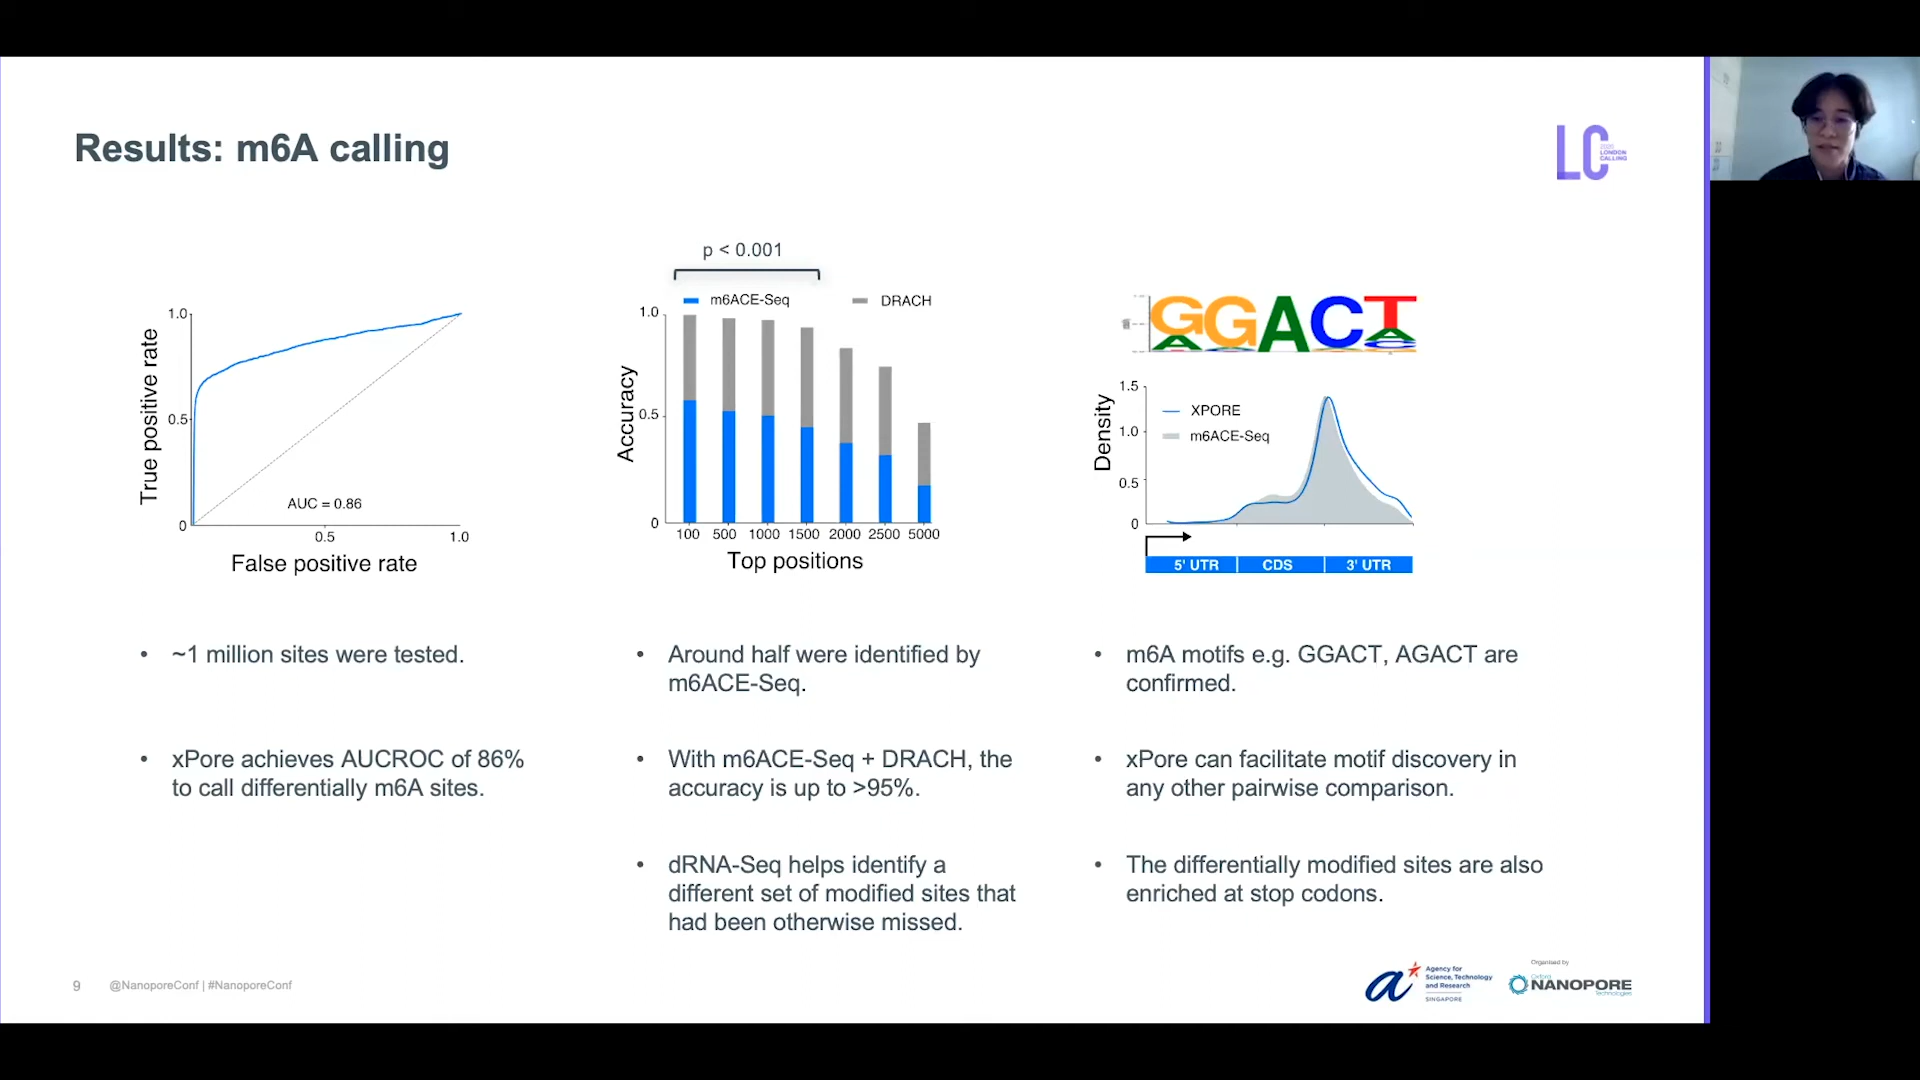 Results: m6A calling
LC
2020
LONDON
CALLING
1.0
0.5
0
True positive rate
AUC = 0.86
0.5
1.0
False positive rate
p < 0.001
m6ACE-Seq
DRACH
1.0
0.5
0
Accuracy
100 500 1000 1500 2000 2500 5000
Top positions
GGACT
1.5
1.0
0.5
0
Density
XPORE
m6ACE-Seq
5' UTR CDS 3' UTR
• ~1 million sites were tested.
• xPore achieves AUCROC of 86%
to call differentially m6A sites.
• Around half were identified by
m6ACE-Seq.
• With m6ACE-Seq + DRACH, the
accuracy is up to >95%.
• dRNA-Seq helps identify a
different set of modified sites that
had been otherwise missed.
• m6A motifs e.g. GGACT, AGACT are
confirmed.
• xPore can facilitate motif discovery in
any other pairwise comparison.
• The differentially modified sites are also
enriched at stop codons.
9
@NanoporeConf | #NanoporeConf
Agency for
Science, Technology
and Research
SINGAPORE
Organised by
Oxford
NANOPORE
Technologies